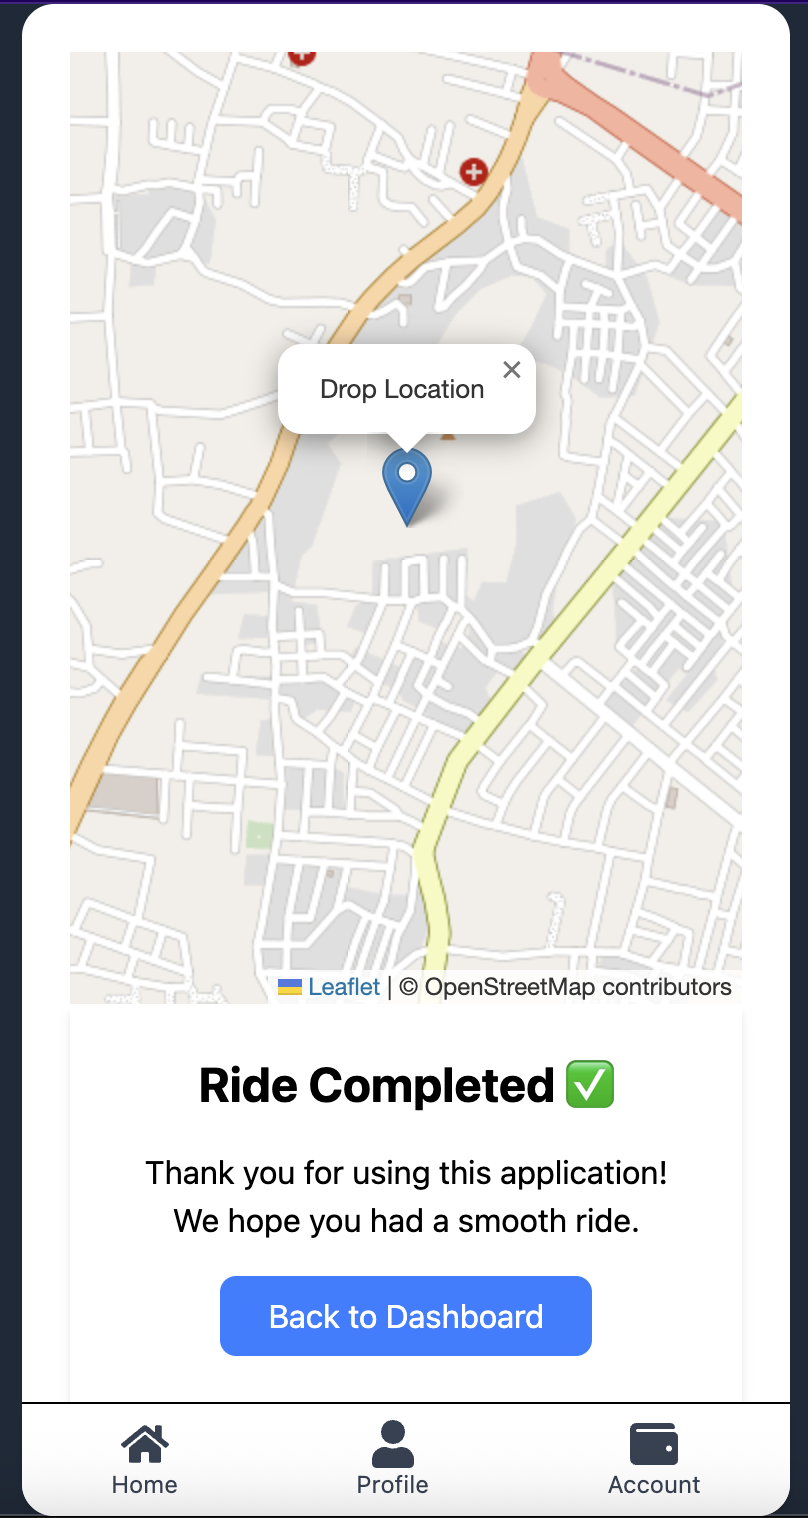 Drop Location
×
Leaflet | © OpenStreetMap contributors
Ride Completed ✅
Thank you for using this application!
We hope you had a smooth ride.
Back to Dashboard
Home
Profile
Account